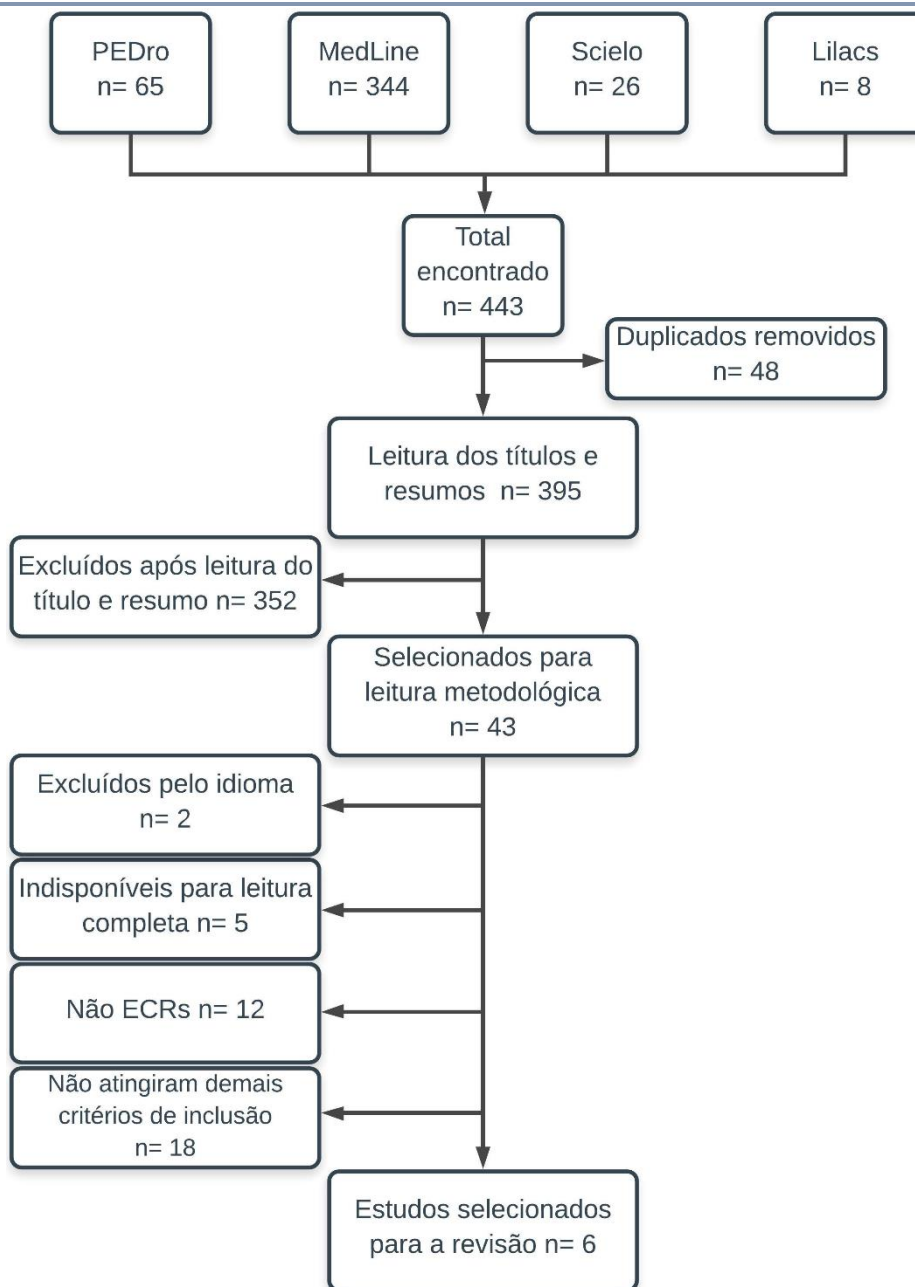 PEDro
n= 65
MedLine
n= 344
Scielo
n= 26
Lilacs
n= 8
Total
encontrado
n= 443
Duplicados removidos
n= 48
Leitura dos títulos e
resumos n= 395
Excluídos após leitura do
título e resumo n= 352
Selecionados para
leitura metodológica
n= 43
Excluídos pelo idioma
n= 2
Indisponíveis para leitura
completa n= 5
Não ECRs n= 12
Não atingiram demais
critérios de inclusão
n= 18
Estudos selecionados
para a revisão n= 6